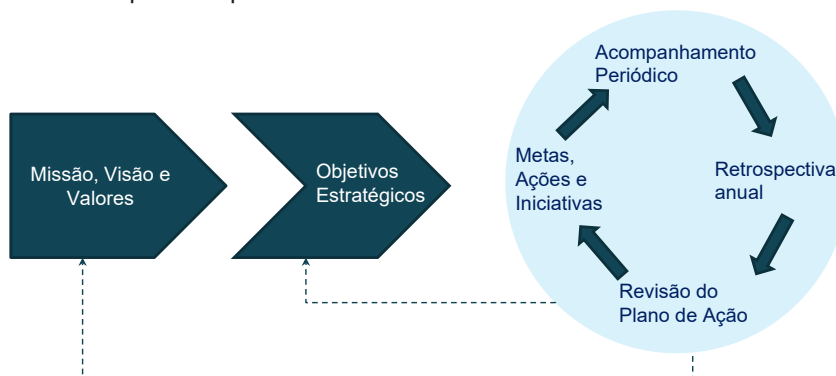 Missão, Visão e
Valores
Objetivos
Estratégicos
Acompanhamento
Periódico
Metas,
Ações e
Iniciativas
Retrospectiva
anual
Revisão do
Plano de Ação